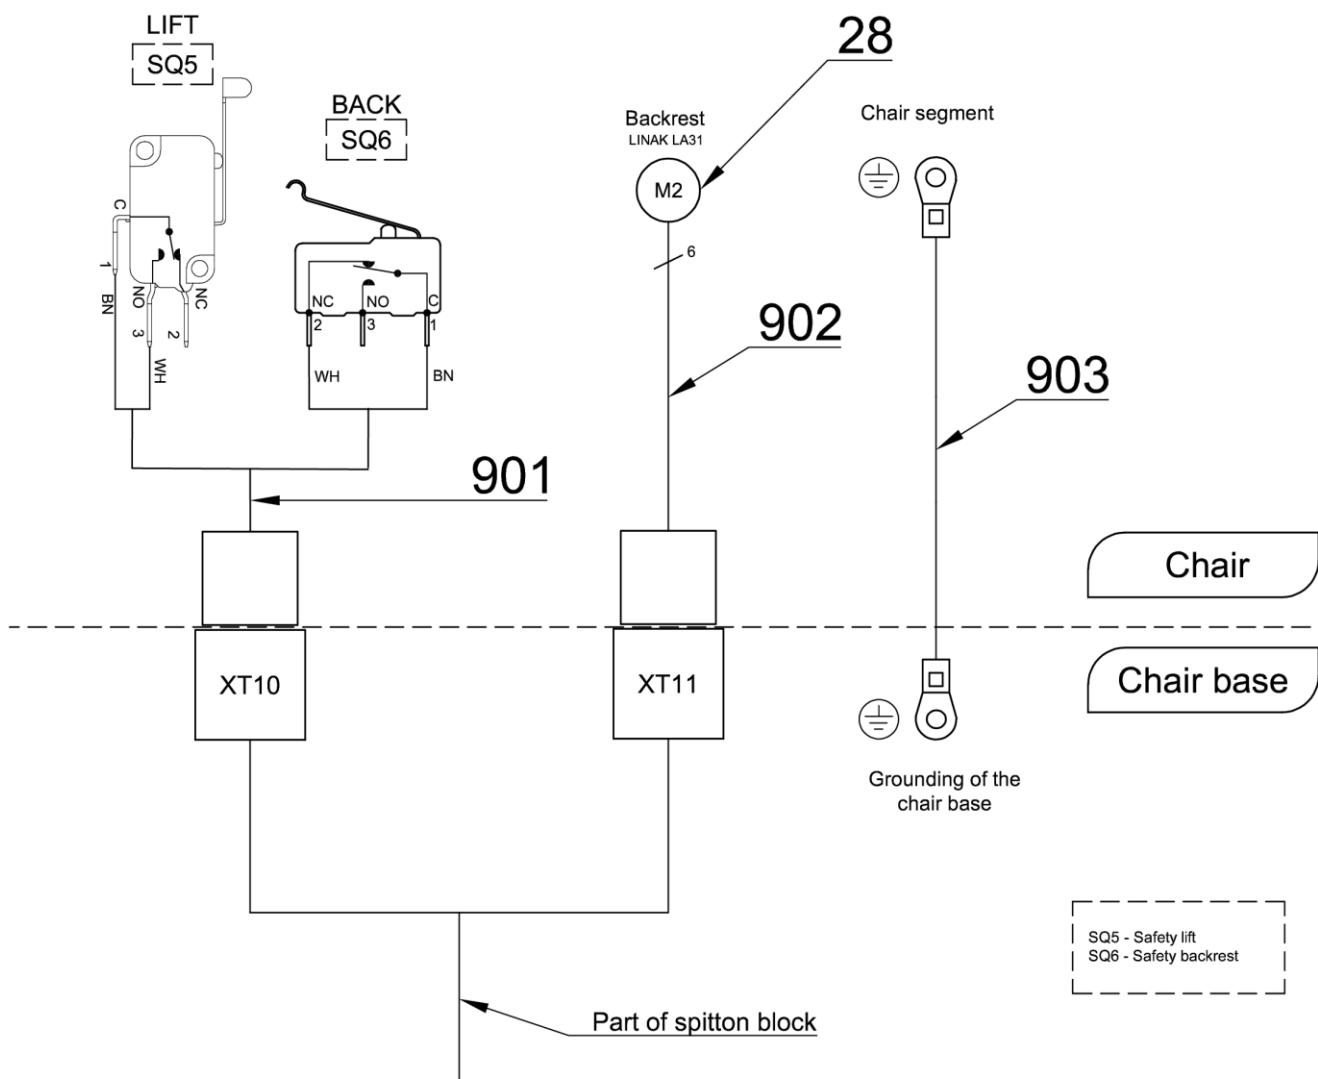 LIFT
SQ5
BACK
SQ6
28
Backrest
LINAK LA31
M2
Chair segment
C
1
BN
NO
3
WH
2
NC
NC
NO
C
2
3
1
WH
BN
6
902
903
901
Chair
XT10
XT11
Chair base
Grounding of the
chair base
SQ5 - Safety lift
SQ6 - Safety backrest
Part of spitton block